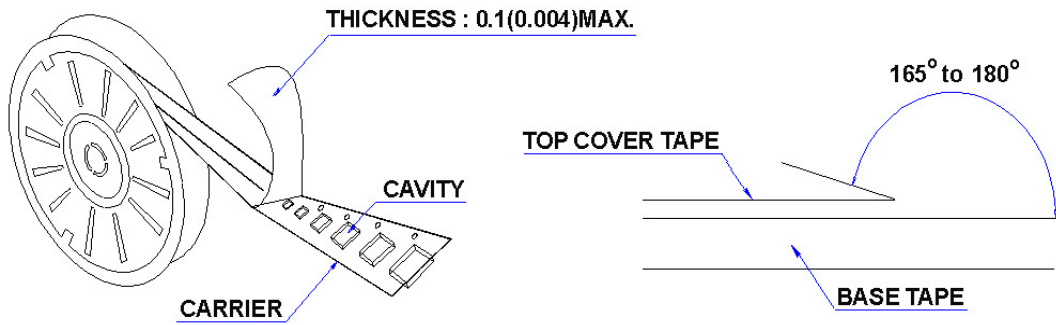 THICKNESS : 0.1(0.004)MAX.
165° to 180°
TOP COVER TAPE
CAVITY
BASE TAPE
CARRIER